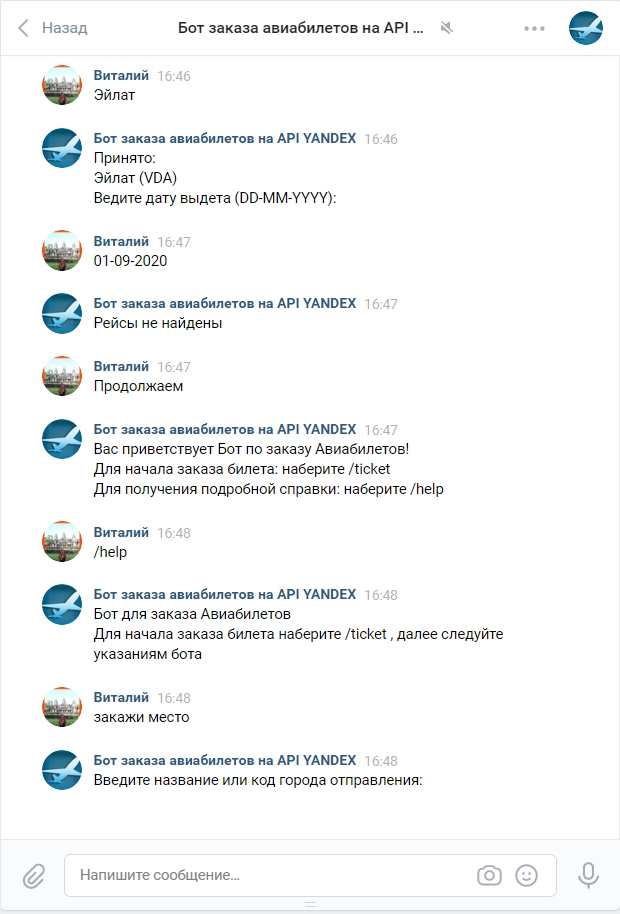 Назад
Бот заказа авиабилетов на API ...
Виталий 16:46
Эйлат
Бот заказа авиабилетов на API YANDEX 16:46
Принято:
Эйлат (VDA)
Ведите дату выдета (DD-MM-YYYY):
Виталий 16:47
01-09-2020
Бот заказа авиабилетов на API YANDEX 16:47
Рейсы не найдены
Виталий 16:47
Продолжаем
Бот заказа авиабилетов на API YANDEX 16:47
Вас приветствует Бот по заказу Авиабилетов!
Для начала заказа билета: наберите /ticket
Для получения подробной справки: наберите /help
Виталий 16:48
/help
Бот заказа авиабилетов на API YANDEX 16:48
Бот для заказа Авиабилетов
Для начала заказа билета наберите /ticket , далее следуйте
указаниям бота
Виталий 16:48
закажи место
Бот заказа авиабилетов на API YANDEX 16:48
Введите название или код города отправления:
Напишите сообщение...